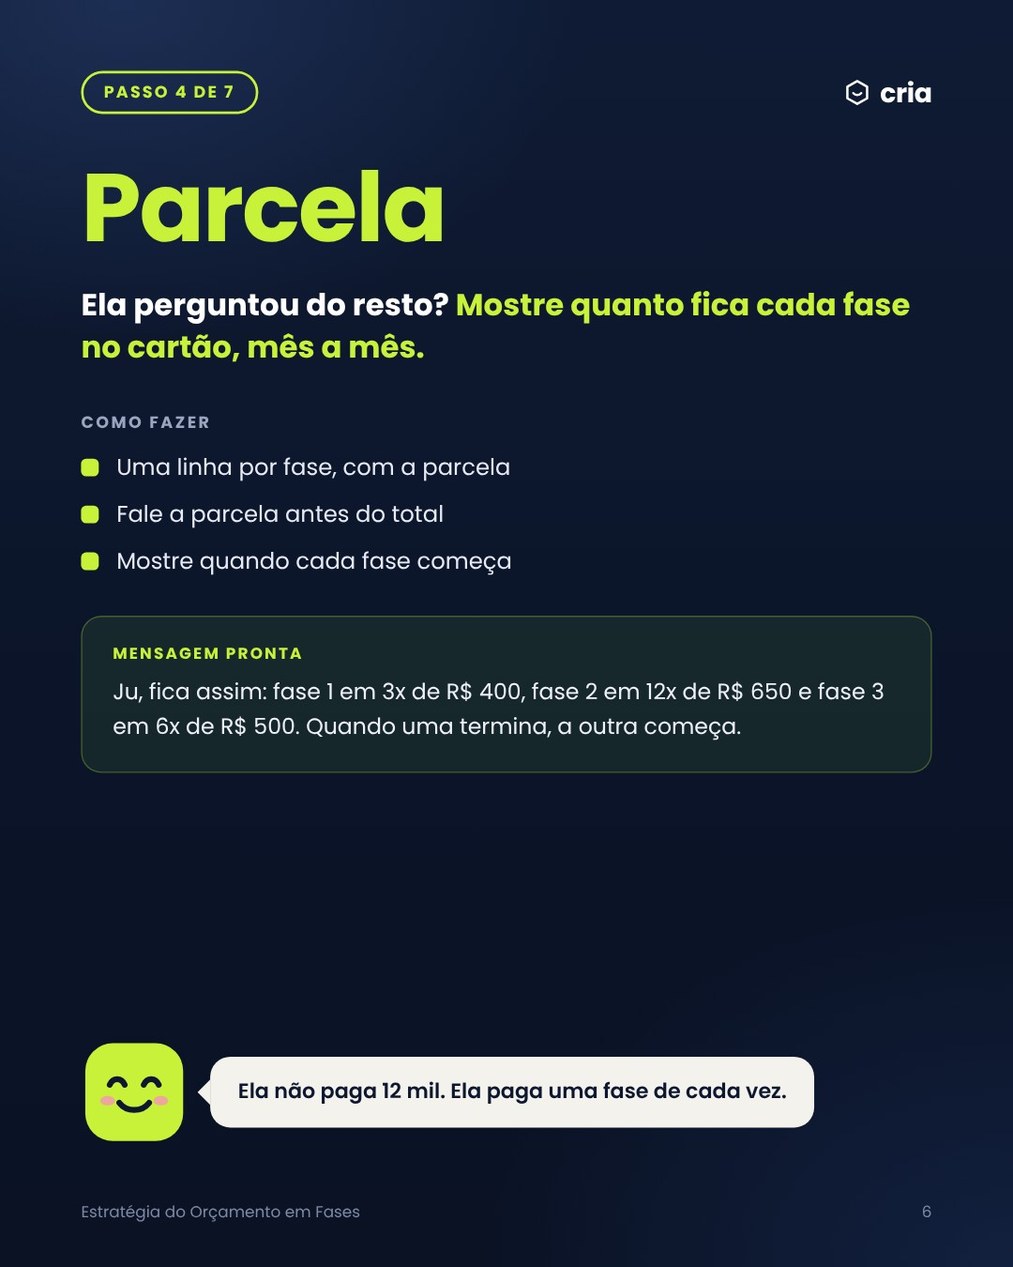 PASSO 4 DE 7
cria
Parcela
Ela perguntou do resto? Mostre quanto fica cada fase
no cartão, mês a mês.
COMO FAZER
Uma linha por fase, com a parcela
Fale a parcela antes do total
Mostre quando cada fase começa
MENSAGEM PRONTA
Ju, fica assim: fase 1 em 3x de R$ 400, fase 2 em 12x de R$ 650 e fase 3
em 6x de R$ 500. Quando uma termina, a outra começa.
Ela não paga 12 mil. Ela paga uma fase de cada vez.
Estratégia do Orçamento em Fases
6